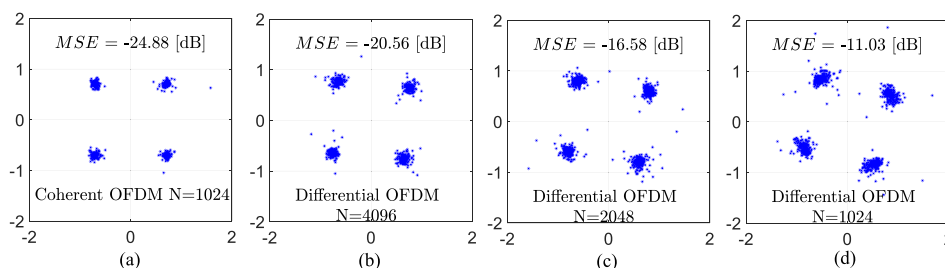 2
1
0
-1
-2
MSE = -24.88 [dB]
Coherent OFDM N=1024
-2
0
2
(a)
2
1
0
-1
-2
MSE = -20.56 [dB]
Differential OFDM
N=4096
-2
0
2
(b)
2
1
0
-1
-2
MSE = -16.58 [dB]
Differential OFDM
N=2048
-2
0
2
(c)
2
1
0
-1
-2
MSE = -11.03 [dB]
Differential OFDM
N=1024
-2
0
(d)